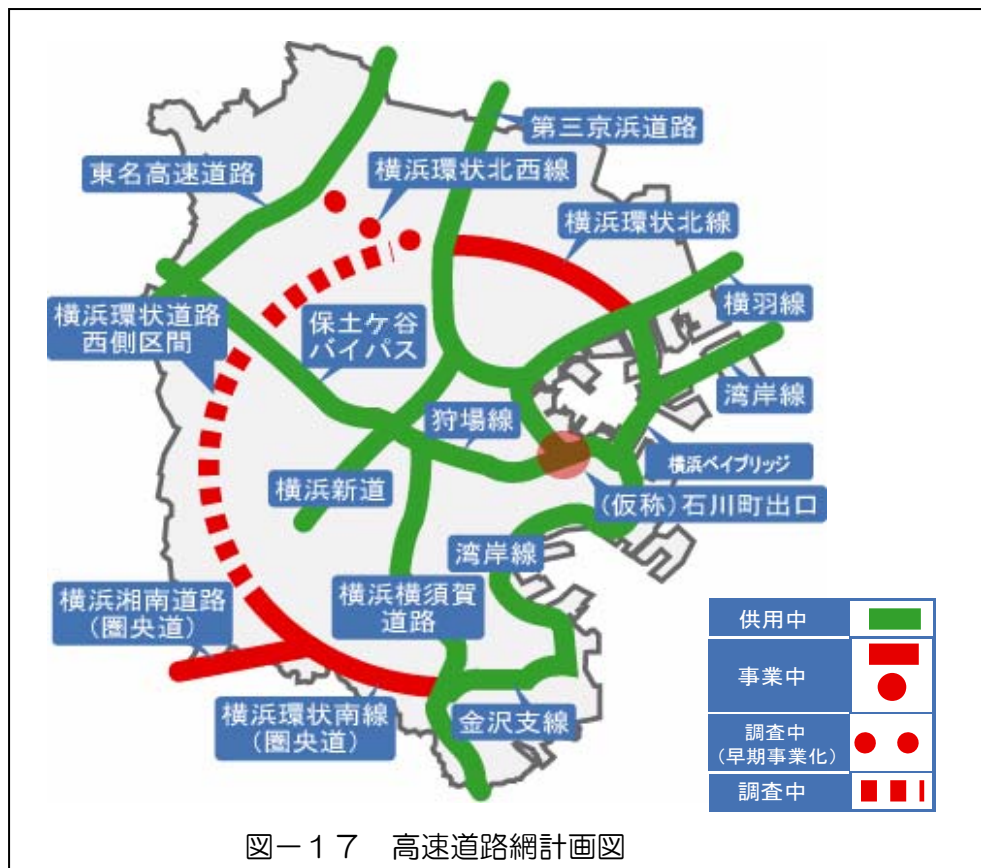 第三京浜道路
東名高速道路
横浜環状北西線
横浜環状北線
横浜環状道路
西側区間
保土ケ谷
バイパス
横羽線
湾岸線
狩場線
横浜ベイブリッジ
横浜新道
(仮称)石川町出口
湾岸線
横浜湘南道路
(圏央道)
横浜横須賀
道路
横浜環状南線
(圏央道)
金沢支線
供用中
事業中
調査中
(早期事業化)
調査中
図－１７　高速道路網計画図